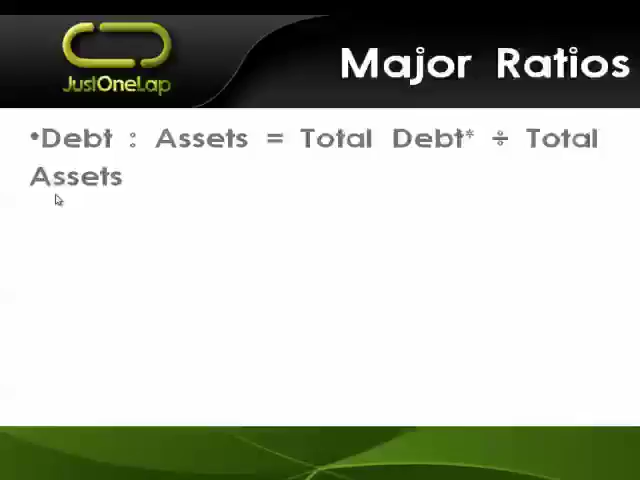 JustOneLap
Major Ratios
•Debt : Assets = Total Debt* ÷ Total
Assets